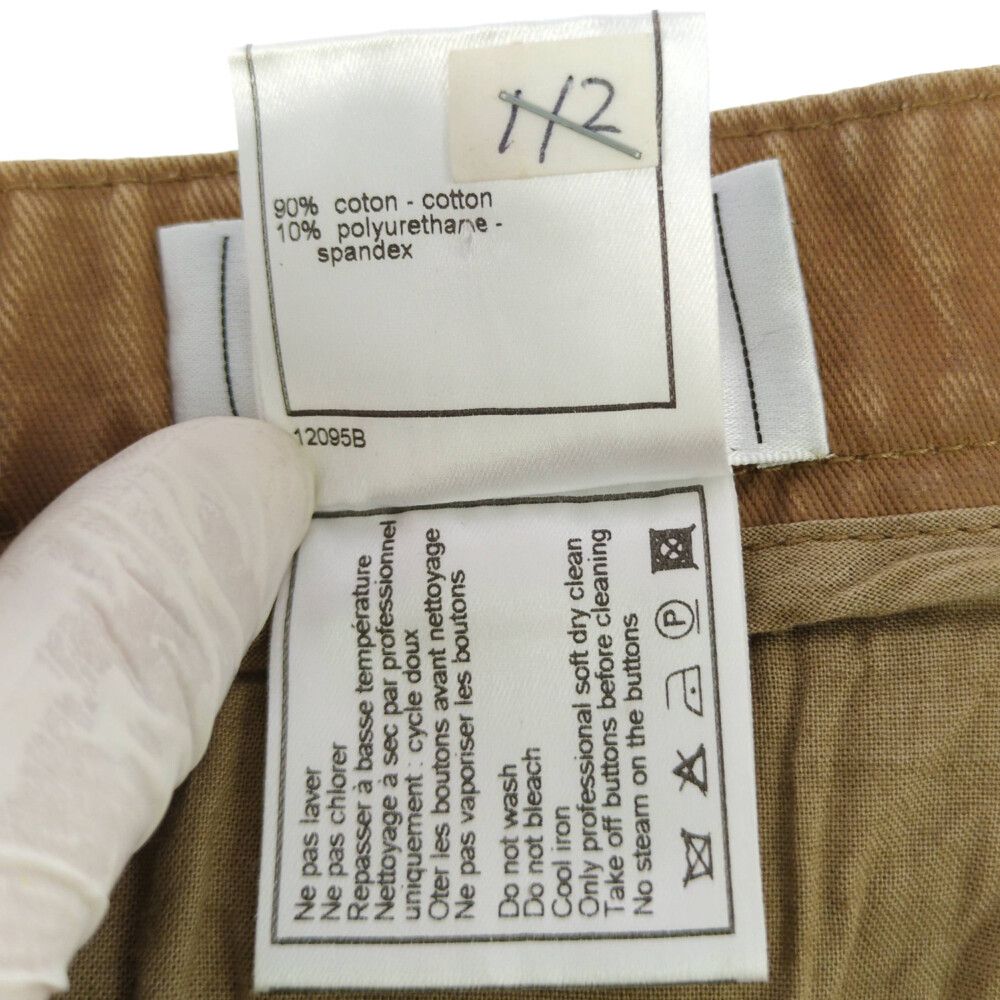 1/2
90% coton - cotton
10% polyurethane -
spandex
12095B
Ne pas laver
Ne pas chlorer
Repasser à basse température
Nettoyage à sec par professionnel
uniquement : cycle doux
Oter les boutons avant nettoyage
Ne pas vaporiser les boutons
Do not wash
Do not bleach
Cool iron
Only professional soft dry clean
Take off buttons before cleaning
No steam on the buttons
P